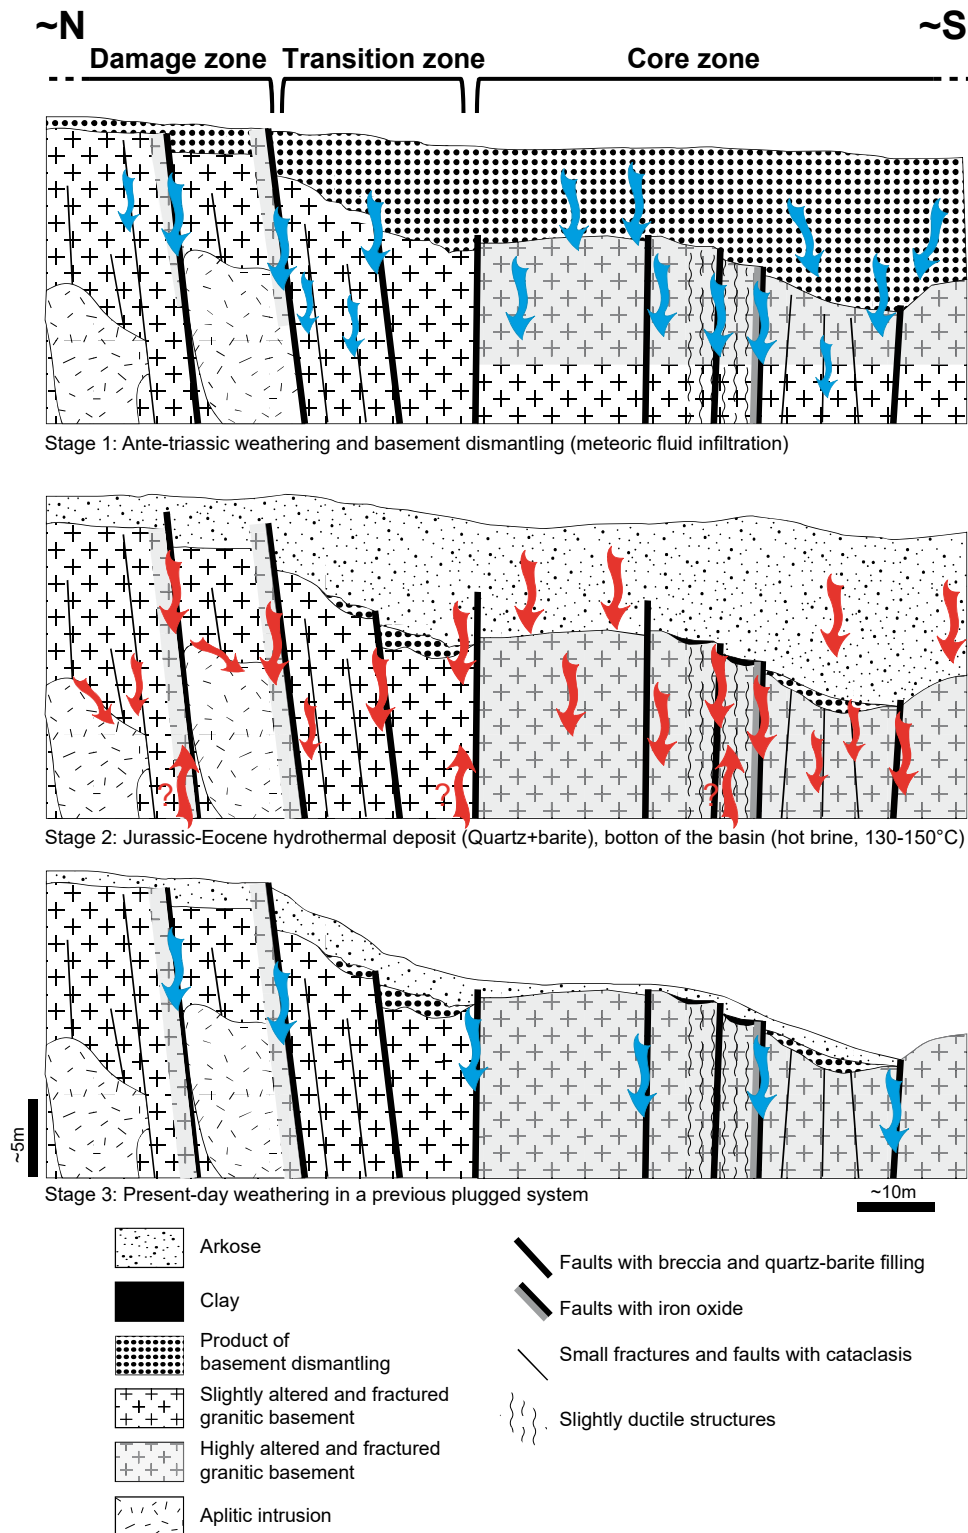 ~N ~S
Damage zone Transition zone Core zone
Stage 1: Ante-triassic weathering and basement dismantling (meteoric fluid infiltration)
? ? ?
Stage 2: Jurassic-Eocene hydrothermal deposit (Quartz+barite), botton of the basin (hot brine, 130-150°C)
~5m
Stage 3: Present-day weathering in a previous plugged system
~10m
Arkose
Clay
Product of
basement dismantling
Slightly altered and fractured
granitic basement
Highly altered and fractured
granitic basement
Aplitic intrusion
Faults with breccia and quartz-barite filling
Faults with iron oxide
Small fractures and faults with cataclasis
Slightly ductile structures